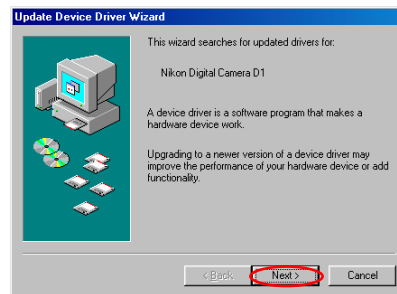 Update Device Driver Wizard
This wizard searches for updated drivers for:
Nikon Digital Camera D1
A device driver is a software program that makes a
hardware device work.
Upgrading to a newer version of a device driver may
improve the performance of your hardware device or add
functionality.
< Back
Next >
Cancel